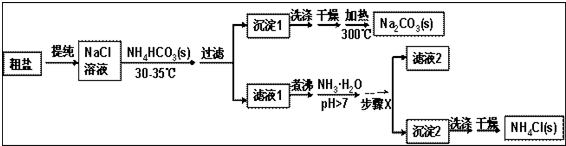 沉淀1 洗涤 干燥 加热 300℃ Na2CO3(s)
粗盐 提纯 NaCl 溶液 NH4HCO3(s) 30-35℃ 过滤
滤液1 煮沸 NH3·H2O pH>7 步骤X 滤液2
沉淀2 洗涤 干燥 NH4Cl(s)